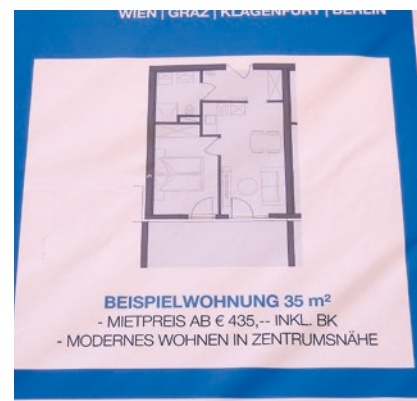 WIEN | GRAZ | KLAGENFURT | BERLIN
BEISPIELWOHNUNG 35 m²
- MIETPREIS AB € 435,-- INKL. BK
- MODERNES WOHNEN IN ZENTRUMSNÄHE